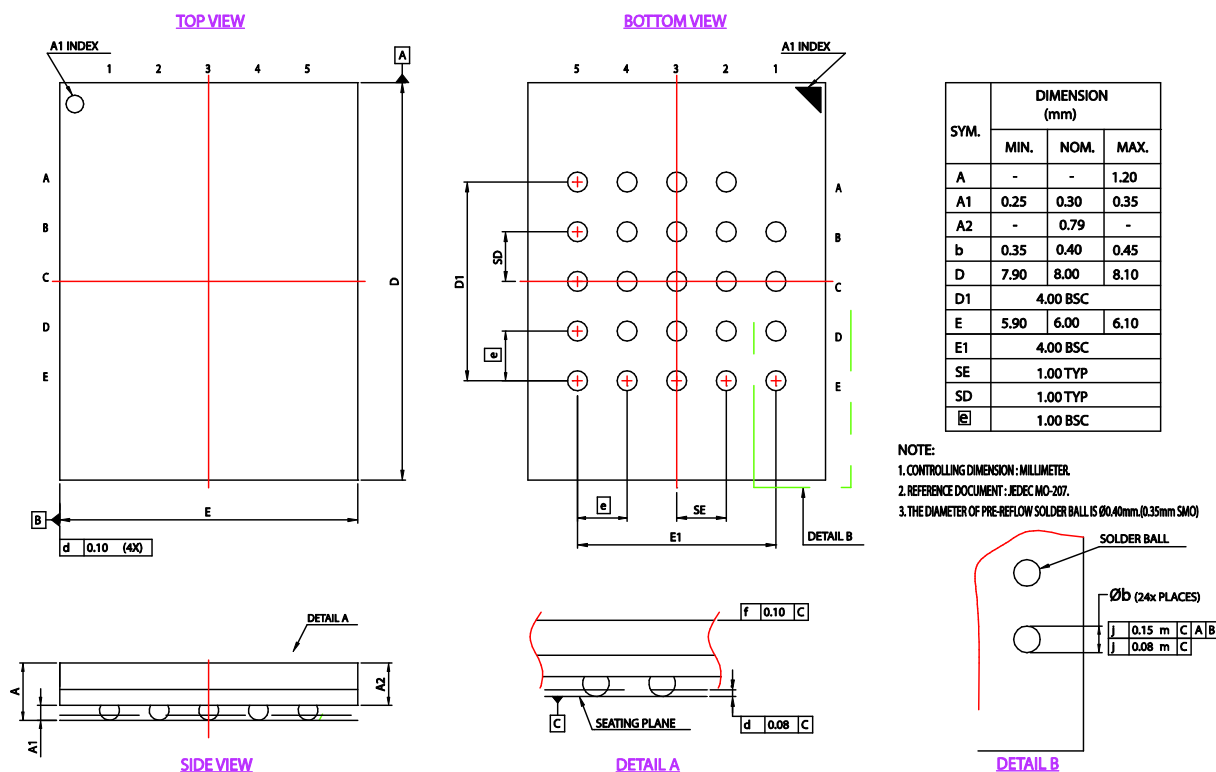 TOP VIEW
A1 INDEX
1 2 3 4 5
A
A
B
C
D
E
D
B
E
d 0.10 (4X)
BOTTOM VIEW
A1 INDEX
5 4 3 2 1
A
B
C
D
E
D1
SD
e
e
SE
E1
DETAIL B
SYM. DIMENSION (mm)
MIN. NOM. MAX.
A - - 1.20
A1 0.25 0.30 0.35
A2 - 0.79 -
b 0.35 0.40 0.45
D 7.90 8.00 8.10
D1 4.00 BSC
E 5.90 6.00 6.10
E1 4.00 BSC
SE 1.00 TYP
SD 1.00 TYP
e 1.00 BSC
NOTE:
1. CONTROLLING DIMENSION : MILLIMETER.
2. REFERENCE DOCUMENT : JEDEC MO-207.
3. THE DIAMETER OF PRE-REFLOW SOLDER BALL IS Ø0.40mm.(0.35mm SMO)
DETAIL A
A
A1
A2
SIDE VIEW
f 0.10 C
C
SEATING PLANE
d 0.08 C
DETAIL A
SOLDER BALL
Øb (24x PLACES)
j 0.15 m C A B
j 0.08 m C
DETAIL B